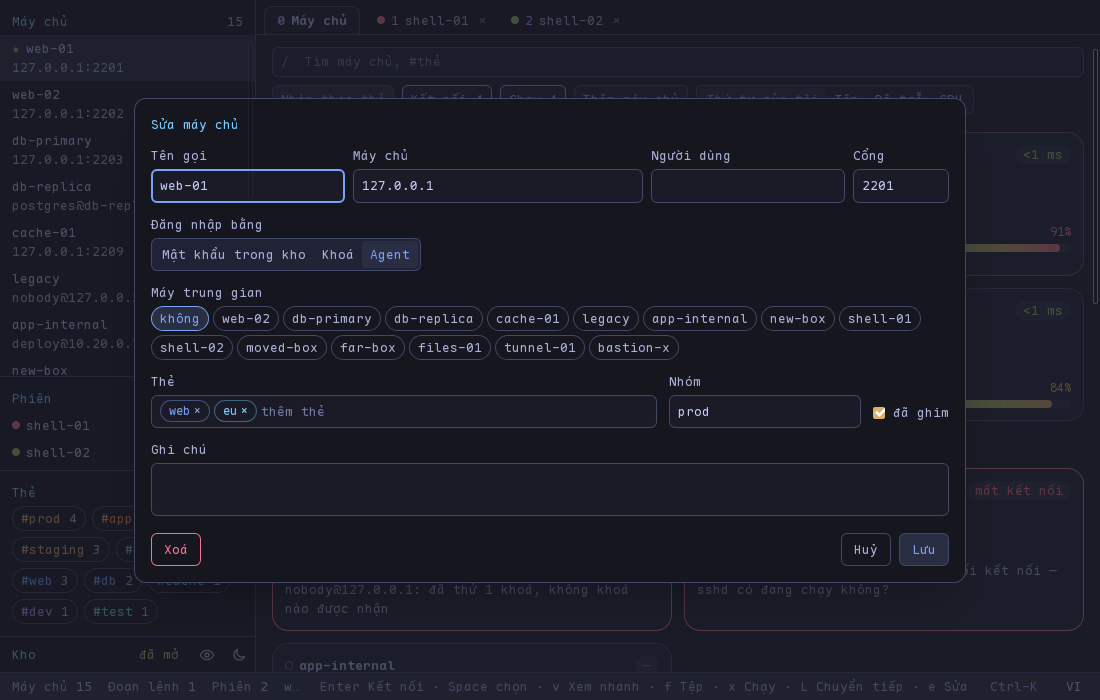 Máy chủ 15
★ web-01
127.0.0.1:2201
web-02
127.0.0.1:2202
db-primary
127.0.0.1:2203
db-replica
postgres@db-rep
cache-01
127.0.0.1:2209
legacy
nobody@127.0.0.
app-internal
deploy@10.20.0.
new-box
Phiên
shell-01
shell-02
Thẻ
#prod 4 #app
#staging 3
#web 3 #db 2
#dev 1 #test 1
Kho đã mở
0 Máy chủ 1 shell-01 × 2 shell-02 ×
/ Tìm máy chủ, #thẻ
<1 ms
91%
<1 ms
84%
mất kết nối
Sửa máy chủ
Tên gọi Máy chủ Người dùng Cổng
web-01 127.0.0.1 2201
Đăng nhập bằng
Mật khẩu trong kho Khoá Agent
Máy trung gian
không web-02 db-primary db-replica cache-01 legacy app-internal new-box shell-01
shell-02 moved-box far-box files-01 tunnel-01 bastion-x
Thẻ Nhóm
web × eu × thêm thẻ prod đã ghim
Ghi chú
Xoá Huỷ Lưu
kết nối —
nobody@127.0.0.1: đã thử 1 khoá, không khoá
nào được nhận
sshd có đang chạy không?
app-internal —
Máy chủ 15 Đoạn lệnh 1 Phiên 2 w… Enter Kết nối · Space chọn · v Xem nhanh · f Tệp · x Chạy · L Chuyển tiếp · e Sửa Ctrl-K VI